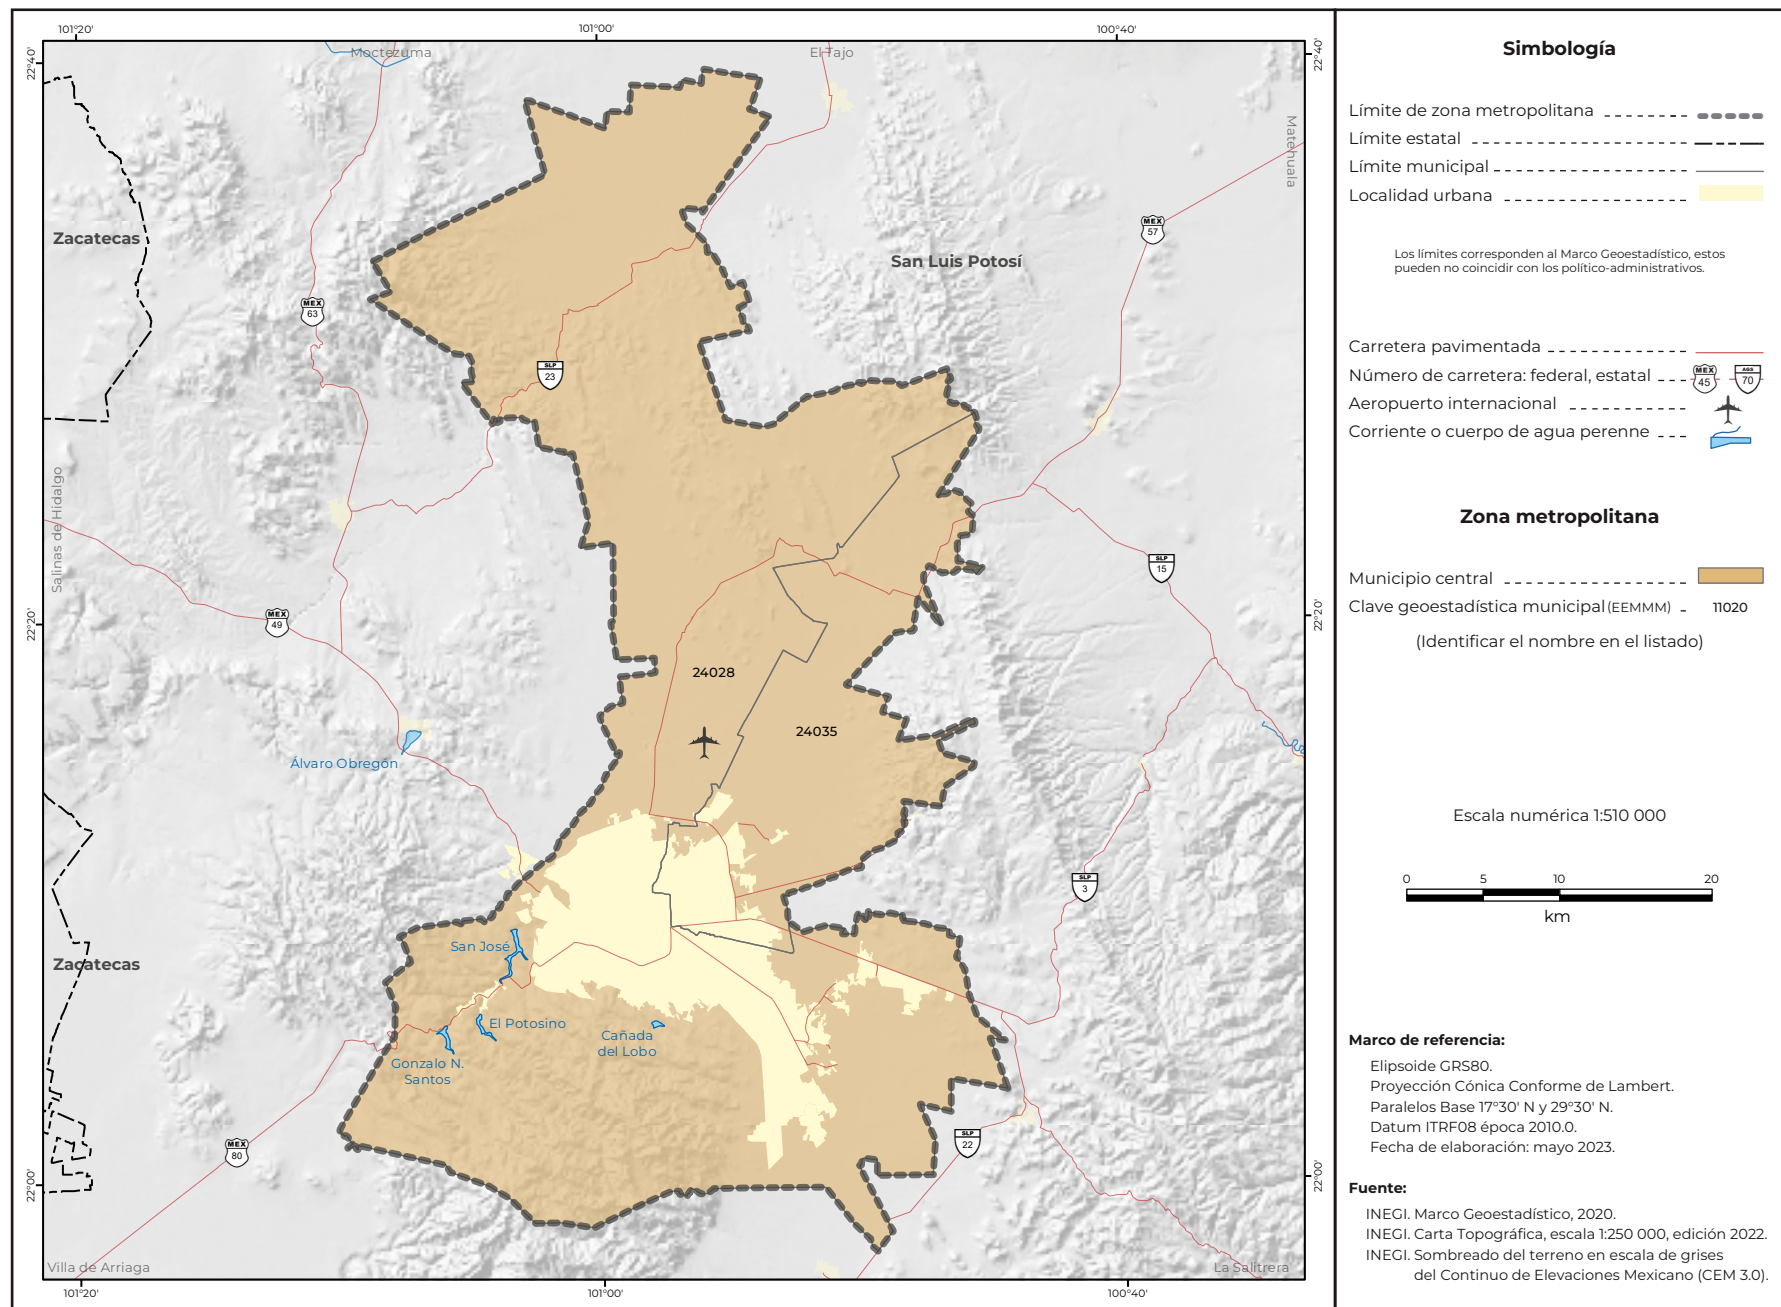 101°20'
101°00'
100°40'
22°40'
22°40'
Moctezuma
El Tajo
Matehuala
Zacatecas
San Luis Potosí
MEX
57
MEX
63
SLP
23
Salinas de Hidalgo
SLP
15
MEX
49
22°20'
22°20'
24028
24035
Álvaro Obregón
SLP
3
San José
Zacatecas
El Potosino
Cañada
del Lobo
Gonzalo N.
Santos
MEX
80
SLP
22
22°00'
22°00'
Villa de Arriaga
La Salitrera
101°20'
101°00'
100°40'
Simbología
Límite de zona metropolitana
Límite estatal
Límite municipal
Localidad urbana
Los límites corresponden al Marco Geoestadístico, estos
pueden no coincidir con los político-administrativos.
Carretera pavimentada
Número de carretera: federal, estatal
MEX
45
AGS
70
Aeropuerto internacional
Corriente o cuerpo de agua perenne
Zona metropolitana
Municipio central
Clave geoestadística municipal (EEMMM) 11020
(Identificar el nombre en el listado)
Escala numérica 1:510 000
0 5 10 20
km
Marco de referencia:
Elipsoide GRS80.
Proyección Cónica Conforme de Lambert.
Paralelos Base 17°30' N y 29°30' N.
Datum ITRF08 época 2010.0.
Fecha de elaboración: mayo 2023.
Fuente:
INEGI. Marco Geoestadístico, 2020.
INEGI. Carta Topográfica, escala 1:250 000, edición 2022.
INEGI. Sombreado del terreno en escala de grises
del Continuo de Elevaciones Mexicano (CEM 3.0).